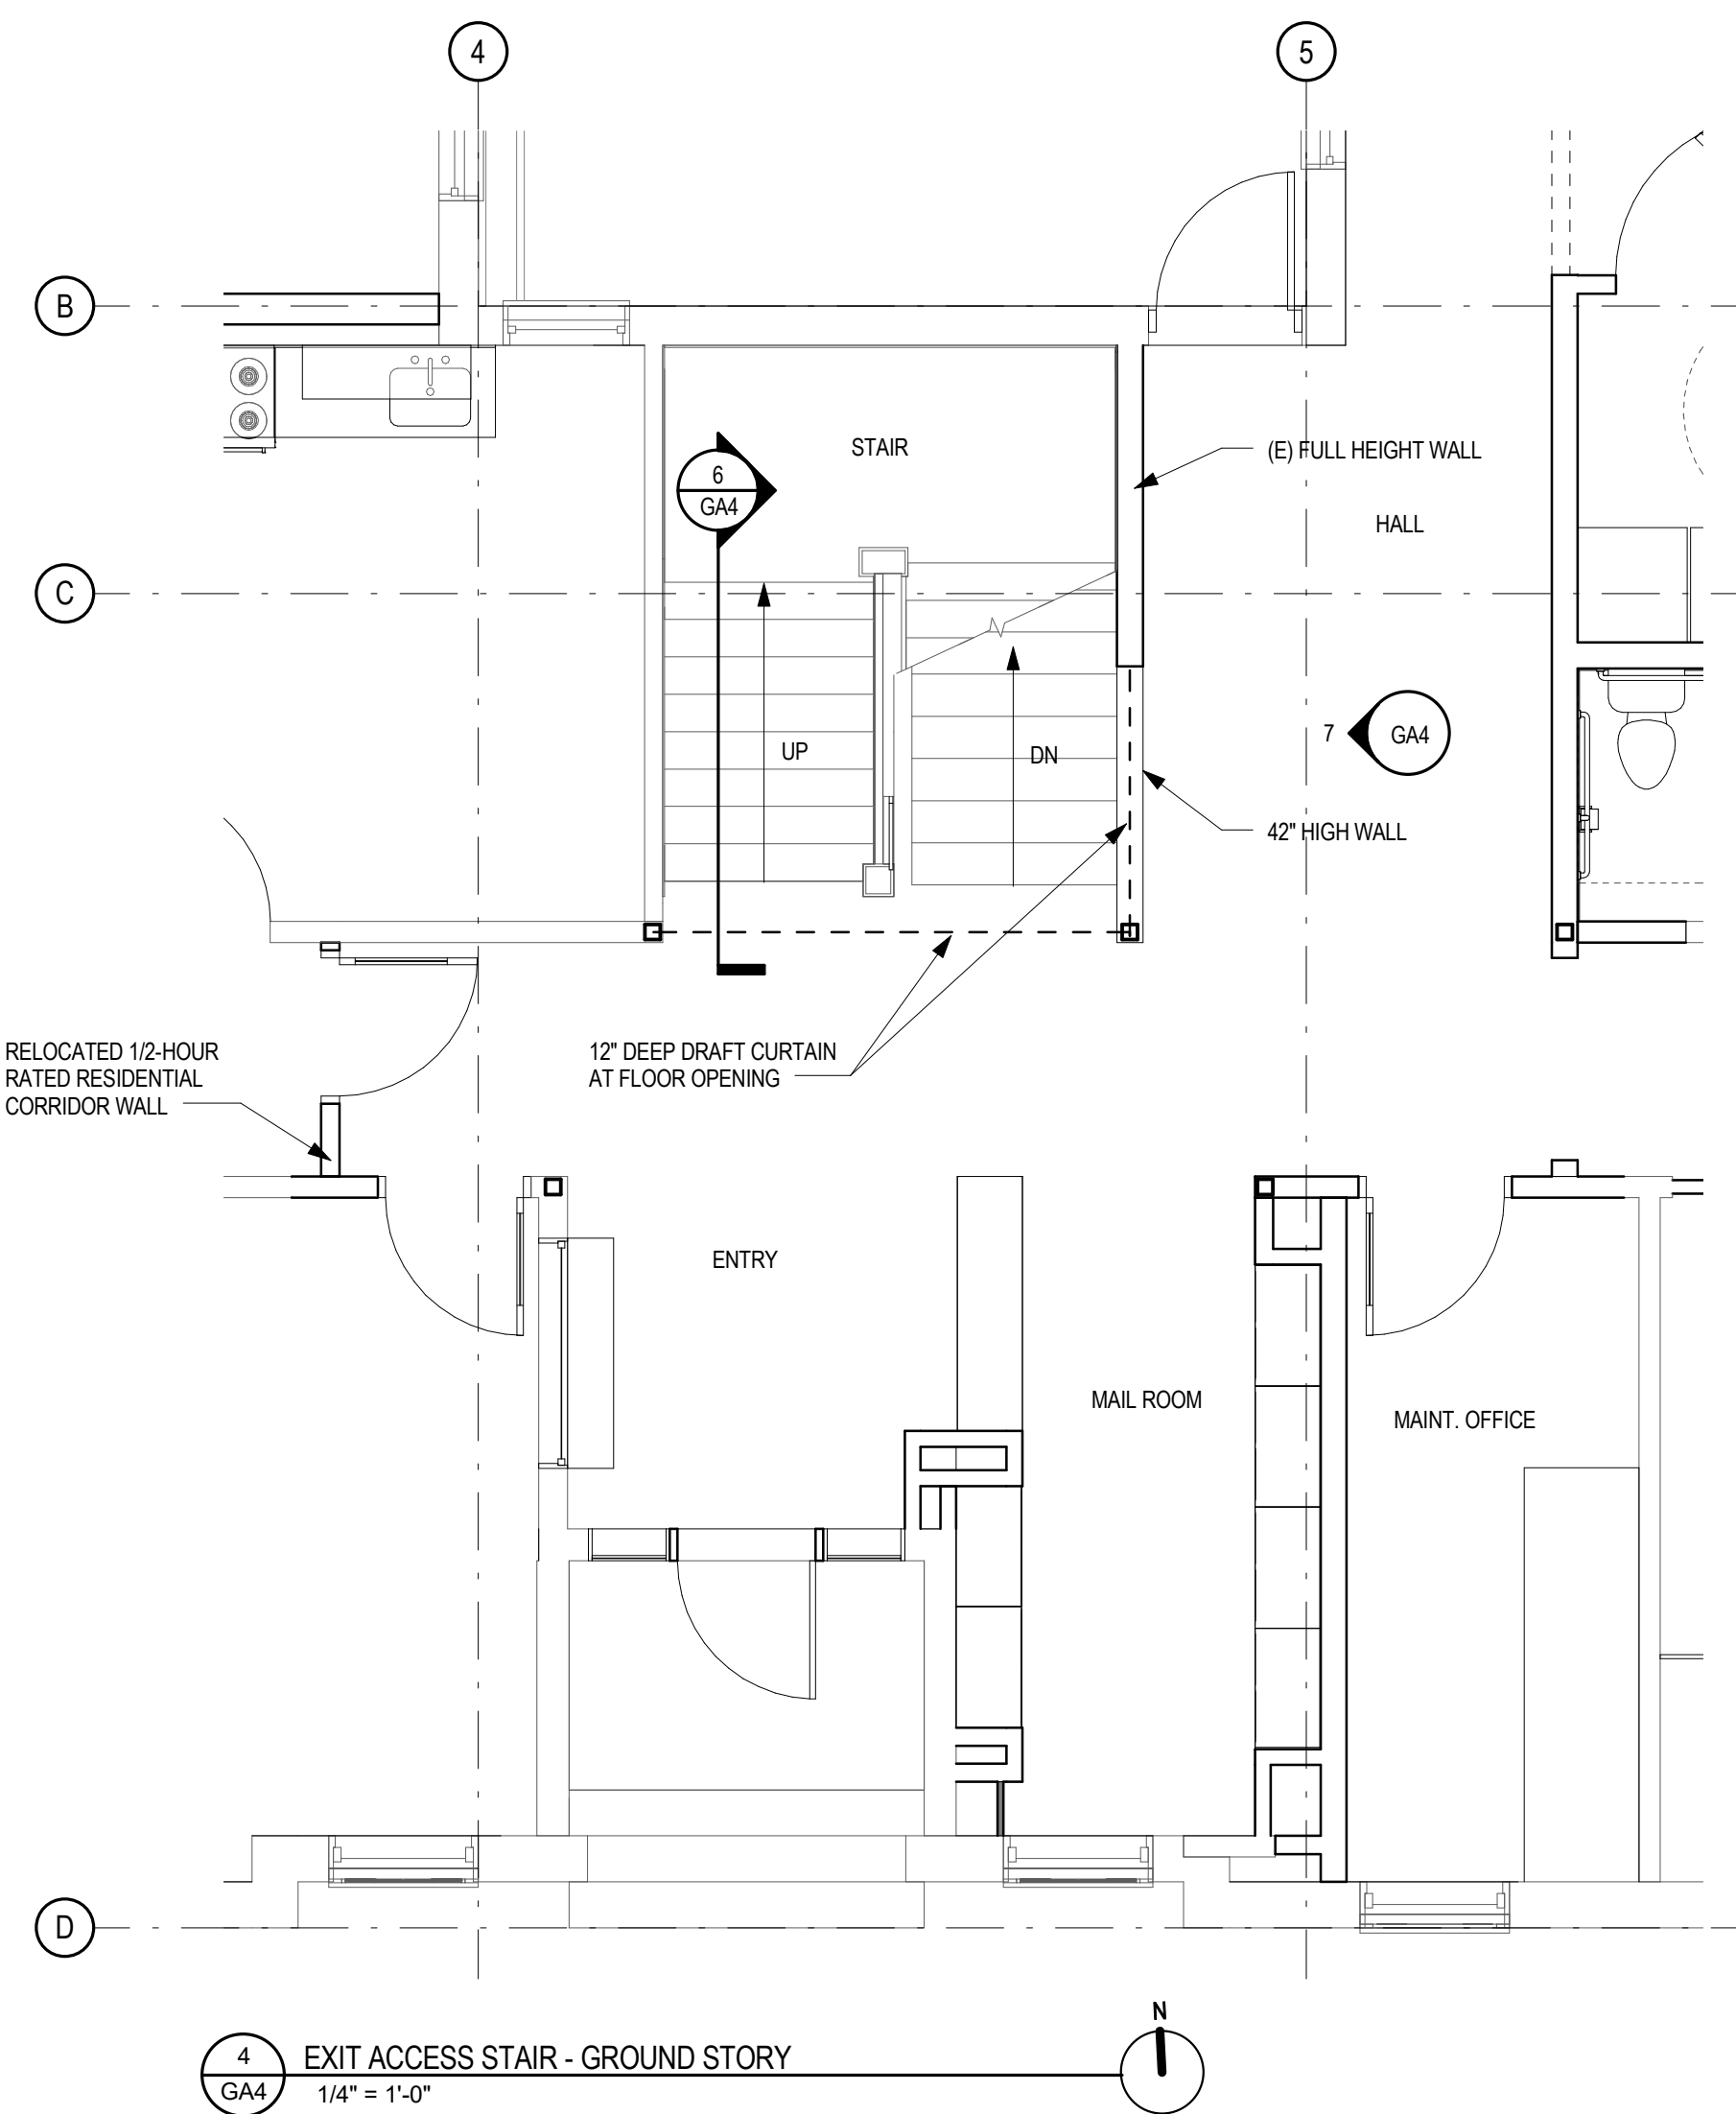 4
5
B
STAIR
(E) FULL HEIGHT WALL
6
GA4
HALL
C
7
GA4
UP
DN
42" HIGH WALL
RELOCATED 1/2-HOUR
RATED RESIDENTIAL
CORRIDOR WALL
12" DEEP DRAFT CURTAIN
AT FLOOR OPENING
ENTRY
MAIL ROOM
MAINT. OFFICE
D
N
4
GA4
EXIT ACCESS STAIR - GROUND STORY
1/4" = 1'-0"